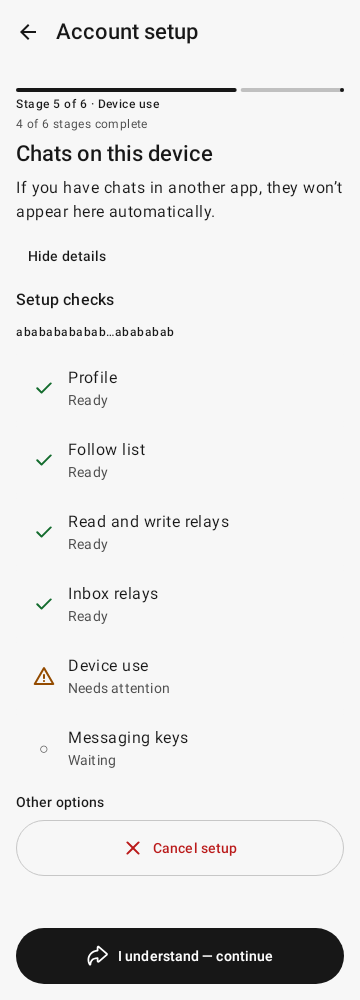 Account setup
Stage 5 of 6 · Device use
4 of 6 stages complete
Chats on this device
If you have chats in another app, they won’t
appear here automatically.
Hide details
Setup checks
ababababab…abababab
Profile
Ready
Follow list
Ready
Read and write relays
Ready
Inbox relays
Ready
Device use
Needs attention
Messaging keys
Waiting
Other options
Cancel setup
I understand — continue